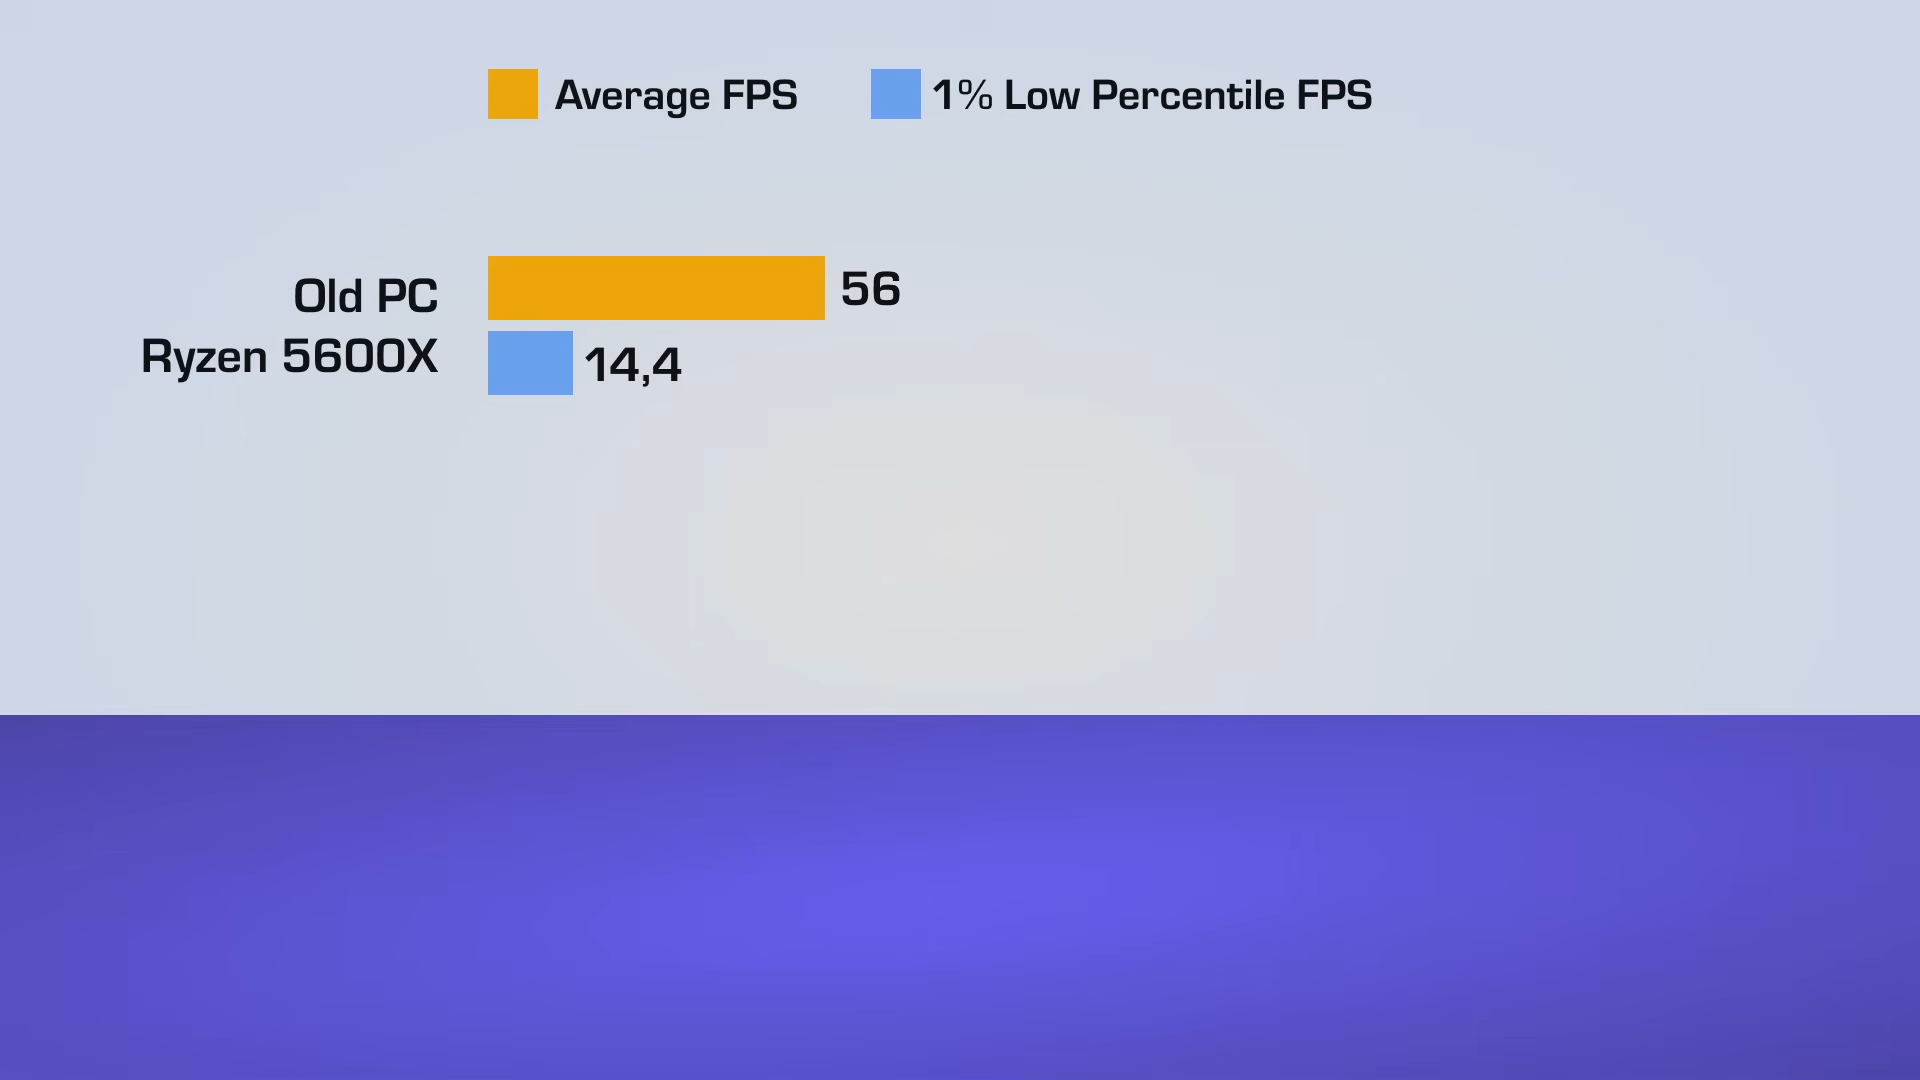 Average FPS
1% Low Percentile FPS
Old PC
Ryzen 5600X
56
14,4